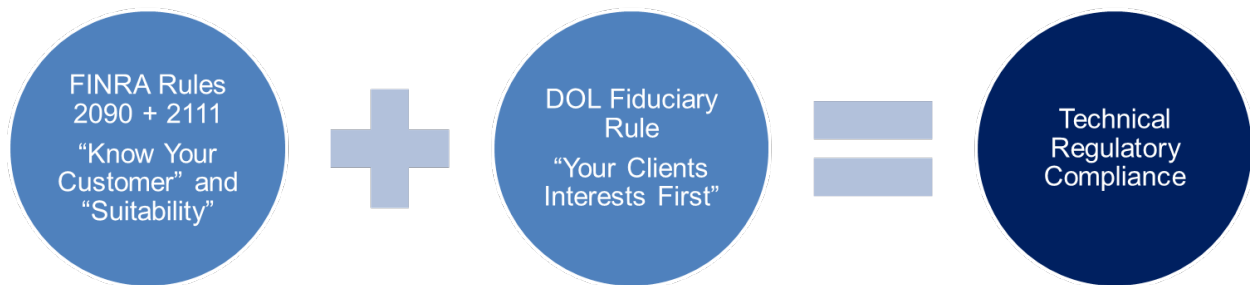 FINRA Rules
2090 + 2111
“Know Your
Customer” and
“Suitability”
DOL Fiduciary
Rule
“Your Clients
Interests First”
Technical
Regulatory
Compliance